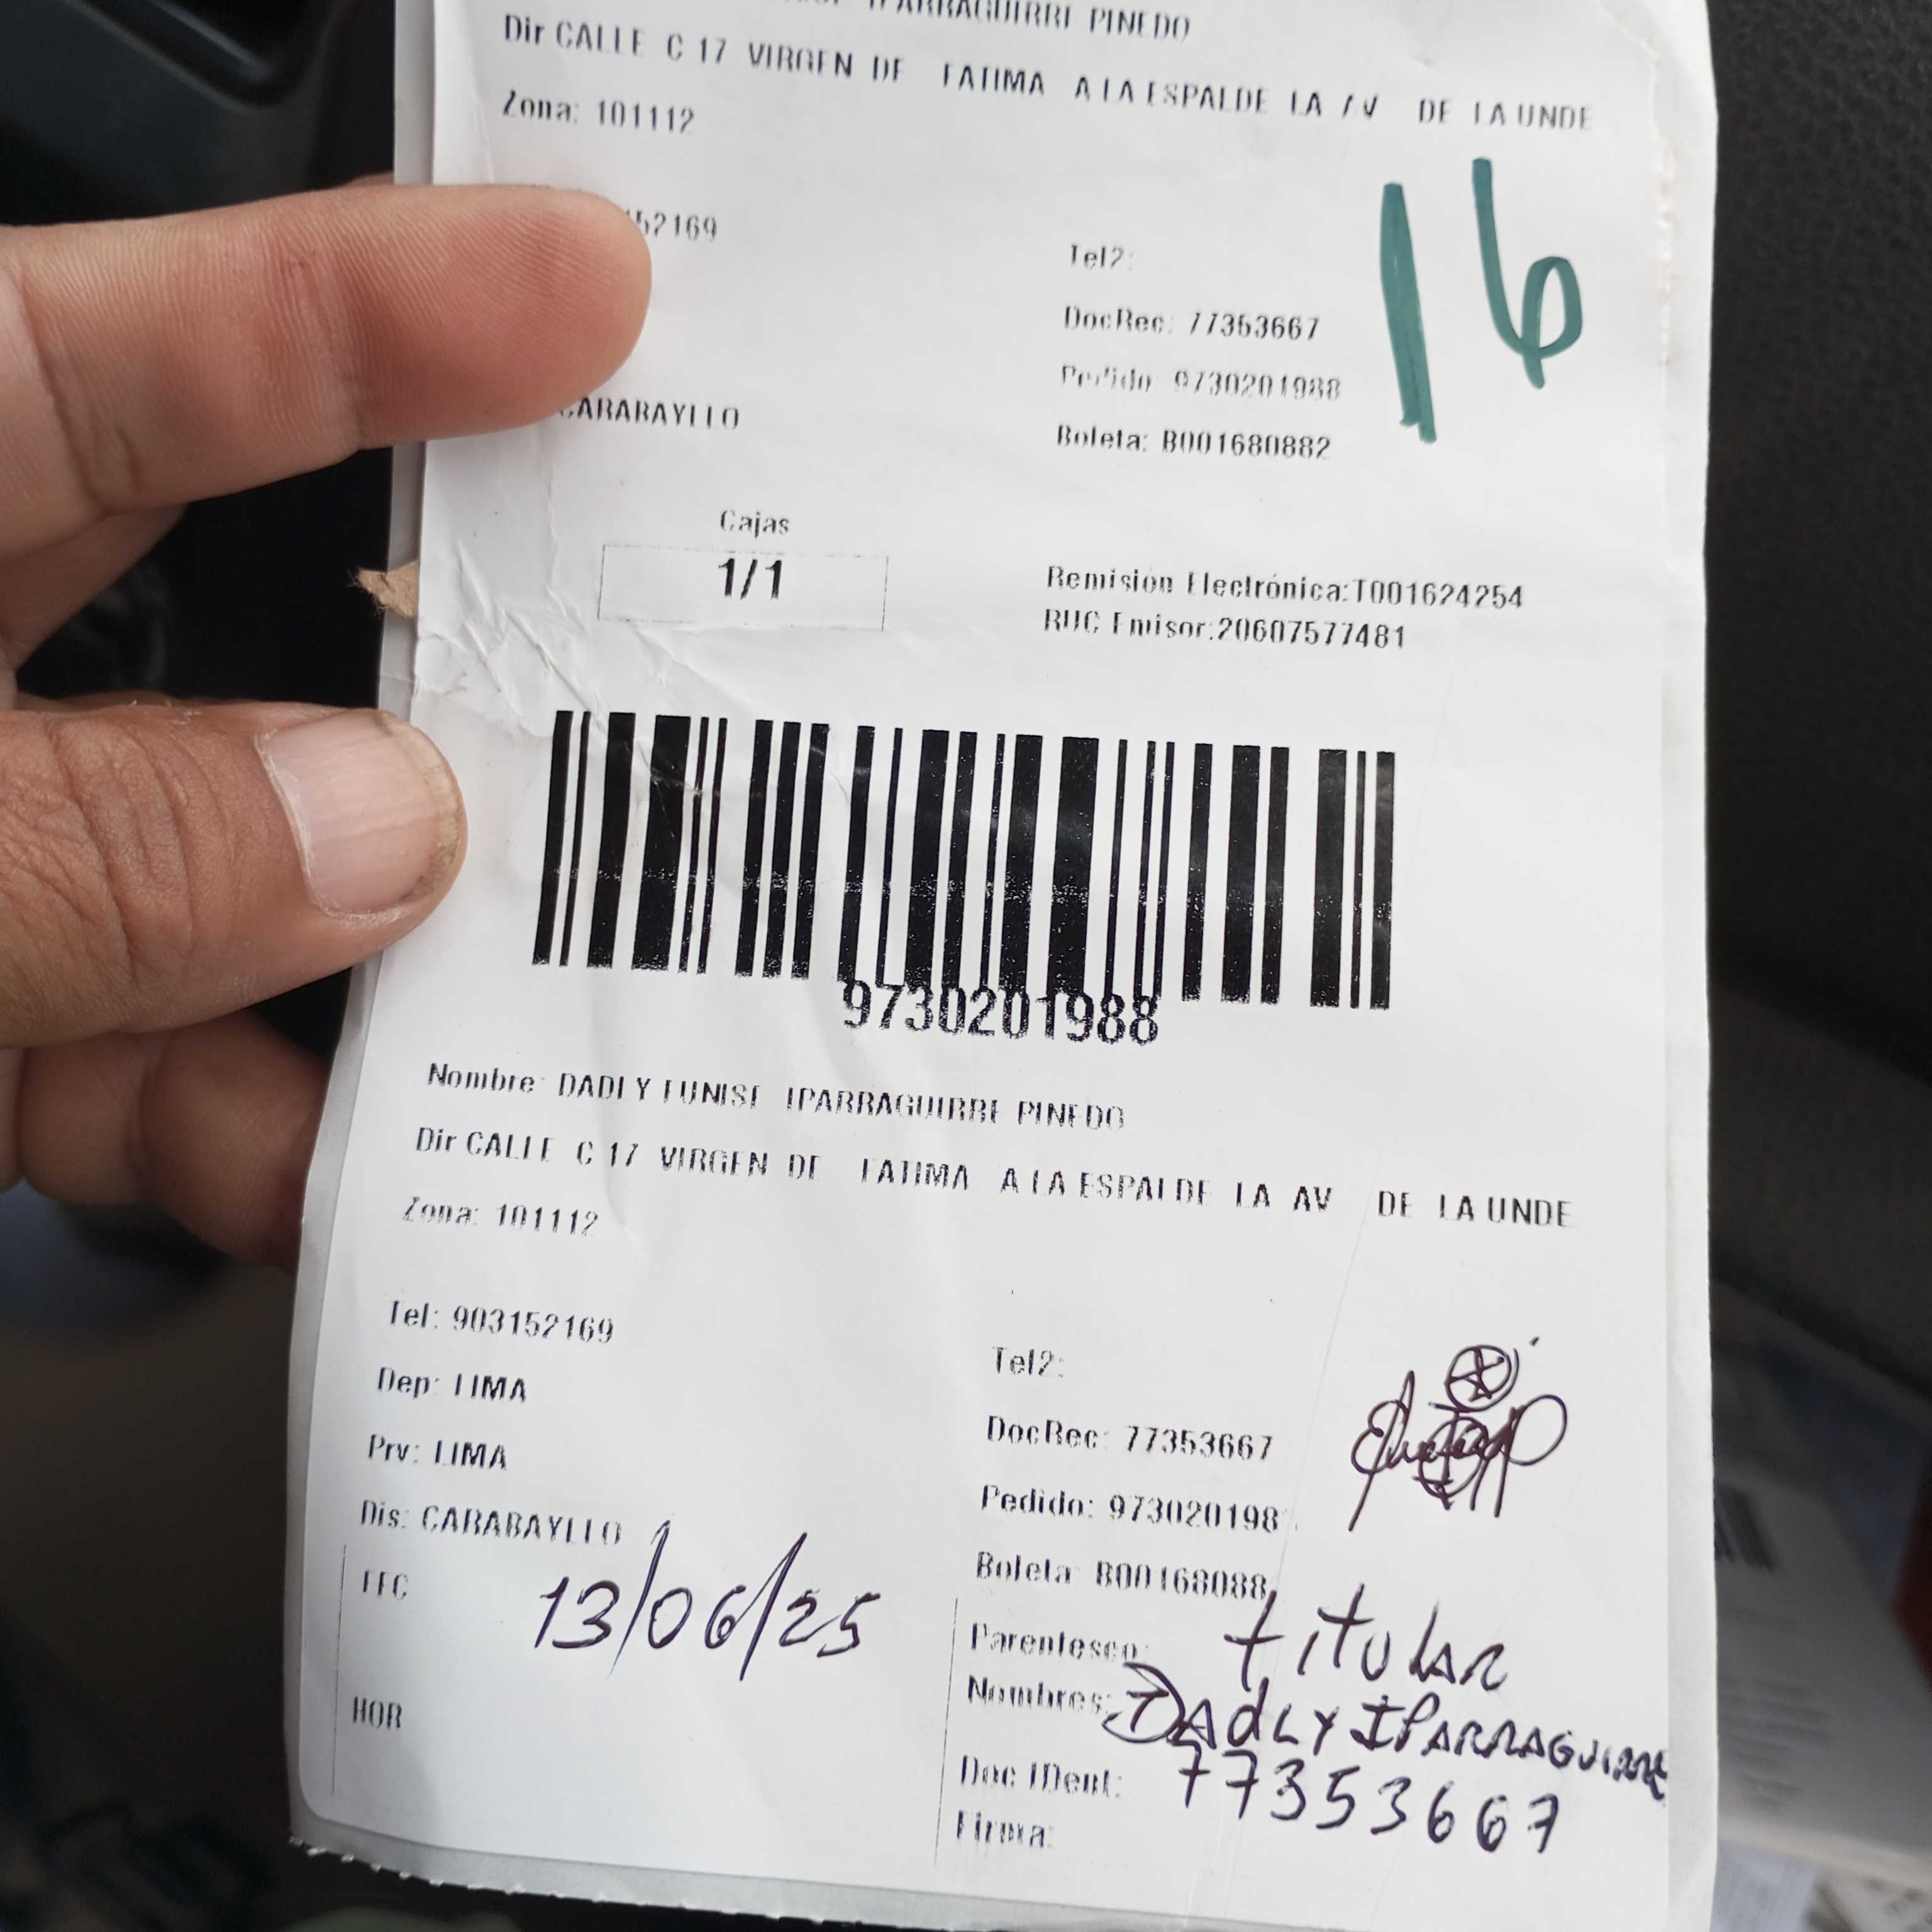 IPARRAGUIRRE PINEDO
Dir CALLE C 17 VIRGEN DE FATIMA A LA ESPALDE LA AV DE LA UNDE
Zona: 101112
52169
Tel2:
16
DocRec: 77353667
Pedido: 9730201988
CARABAYLLO
Boleta: B001680882
Cajas
1/1
Remisión Electrónica:T001624254
RUC Emisor:20607577481
9730201988
Nombre: DADLY EUNISE IPARRAGUIRRE PINEDO
Dir CALLE C 17 VIRGEN DE FATIMA A LA ESPALDE LA AV DE LA UNDE
Zona: 101112
Tel: 903152169
Tel2:
Dep: LIMA
DocRec: 77353667
Prv: LIMA
Pedido: 973020198
Dis: CARABAYLLO
Boleta: B00168088
FEC 13/06/25
Parentesco: titular
Nombres: DADLY IPARRAGUIRRE
HOR
Doc IDent: 77353667
Firma: